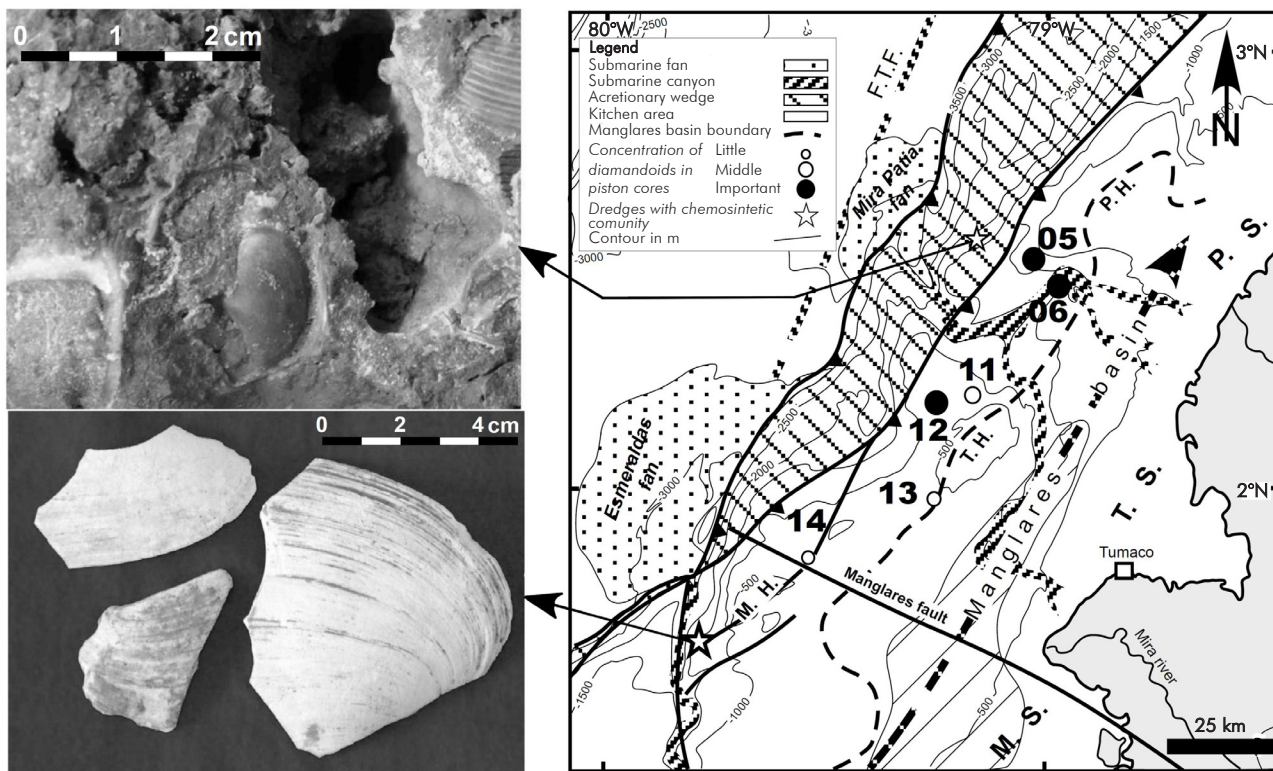 0 1 2 cm
0 2 4 cm
80°W
79°W
3°N
2°N
Legend
Submarine fan
Submarine canyon
Acretionary wedge
Kitchen area
Manglares basin boundary
Concentration of Little
diamandoids in Middle
piston cores Important
Dredges with chemosintetic
comunity
Contour in m
-2500
-3000
F.T.F.
Mira Patia
fan
-3500
-3000
-2500
-2000
-1500
-1000
N
P.H.
05
06
P. S.
11
12
T.H.
-500
13
14
Esmeraldas
fan
-3000
-2500
-2000
-500
M. H.
Manglares fault
Manglares basin
T. S.
Tumaco
Mira river
-1500
-1000
-500
M. S.
25 km